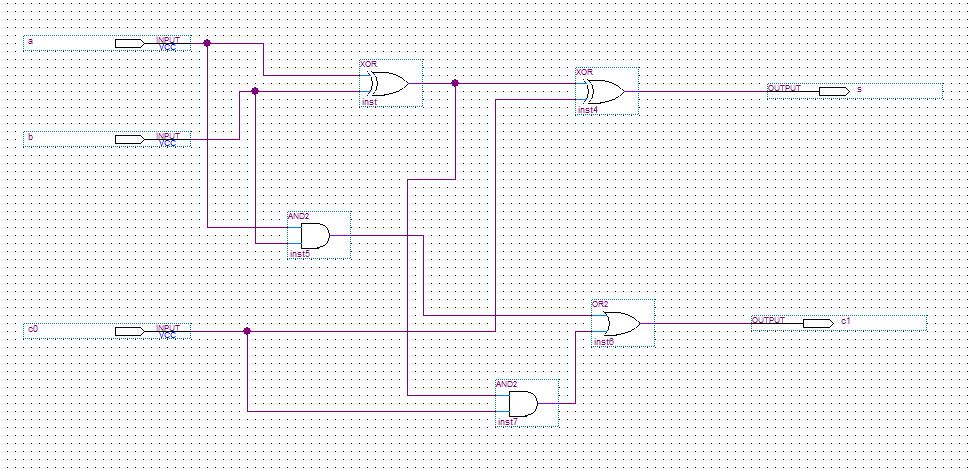 a INPUT
VCC
XOR
inst
XOR
inst4
OUTPUT s
b INPUT
VCC
AND2
inst5
c0 INPUT
VCC
OR2
inst6
OUTPUT c1
AND2
inst7